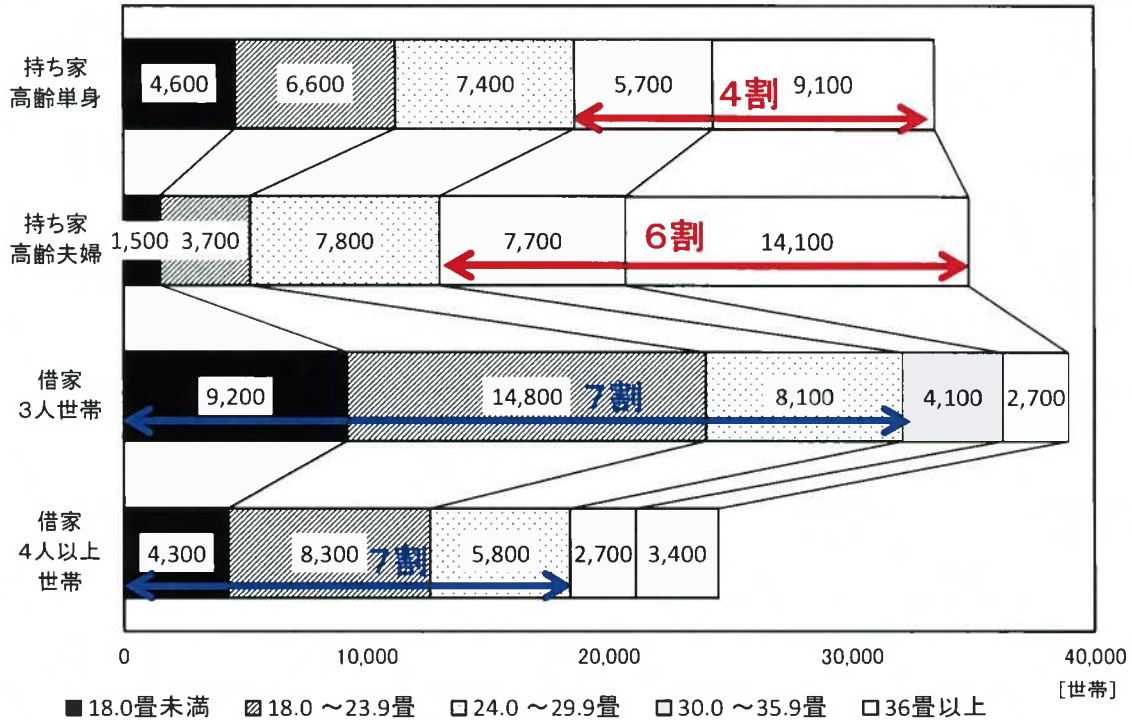 持ち家
高齢単身
4,600 6,600 7,400 5,700 4割 9,100
持ち家
高齢夫婦
1,500 3,700 7,800 7,700 6割 14,100
借家
3人世帯
9,200 14,800 7割 8,100 4,100 2,700
借家
4人以上
世帯
4,300 8,300 7割 5,800 2,700 3,400
0 10,000 20,000 30,000 40,000
[世帯]
18.0畳未満 18.0 ～23.9畳 24.0 ～29.9畳 30.0 ～35.9畳 36畳以上